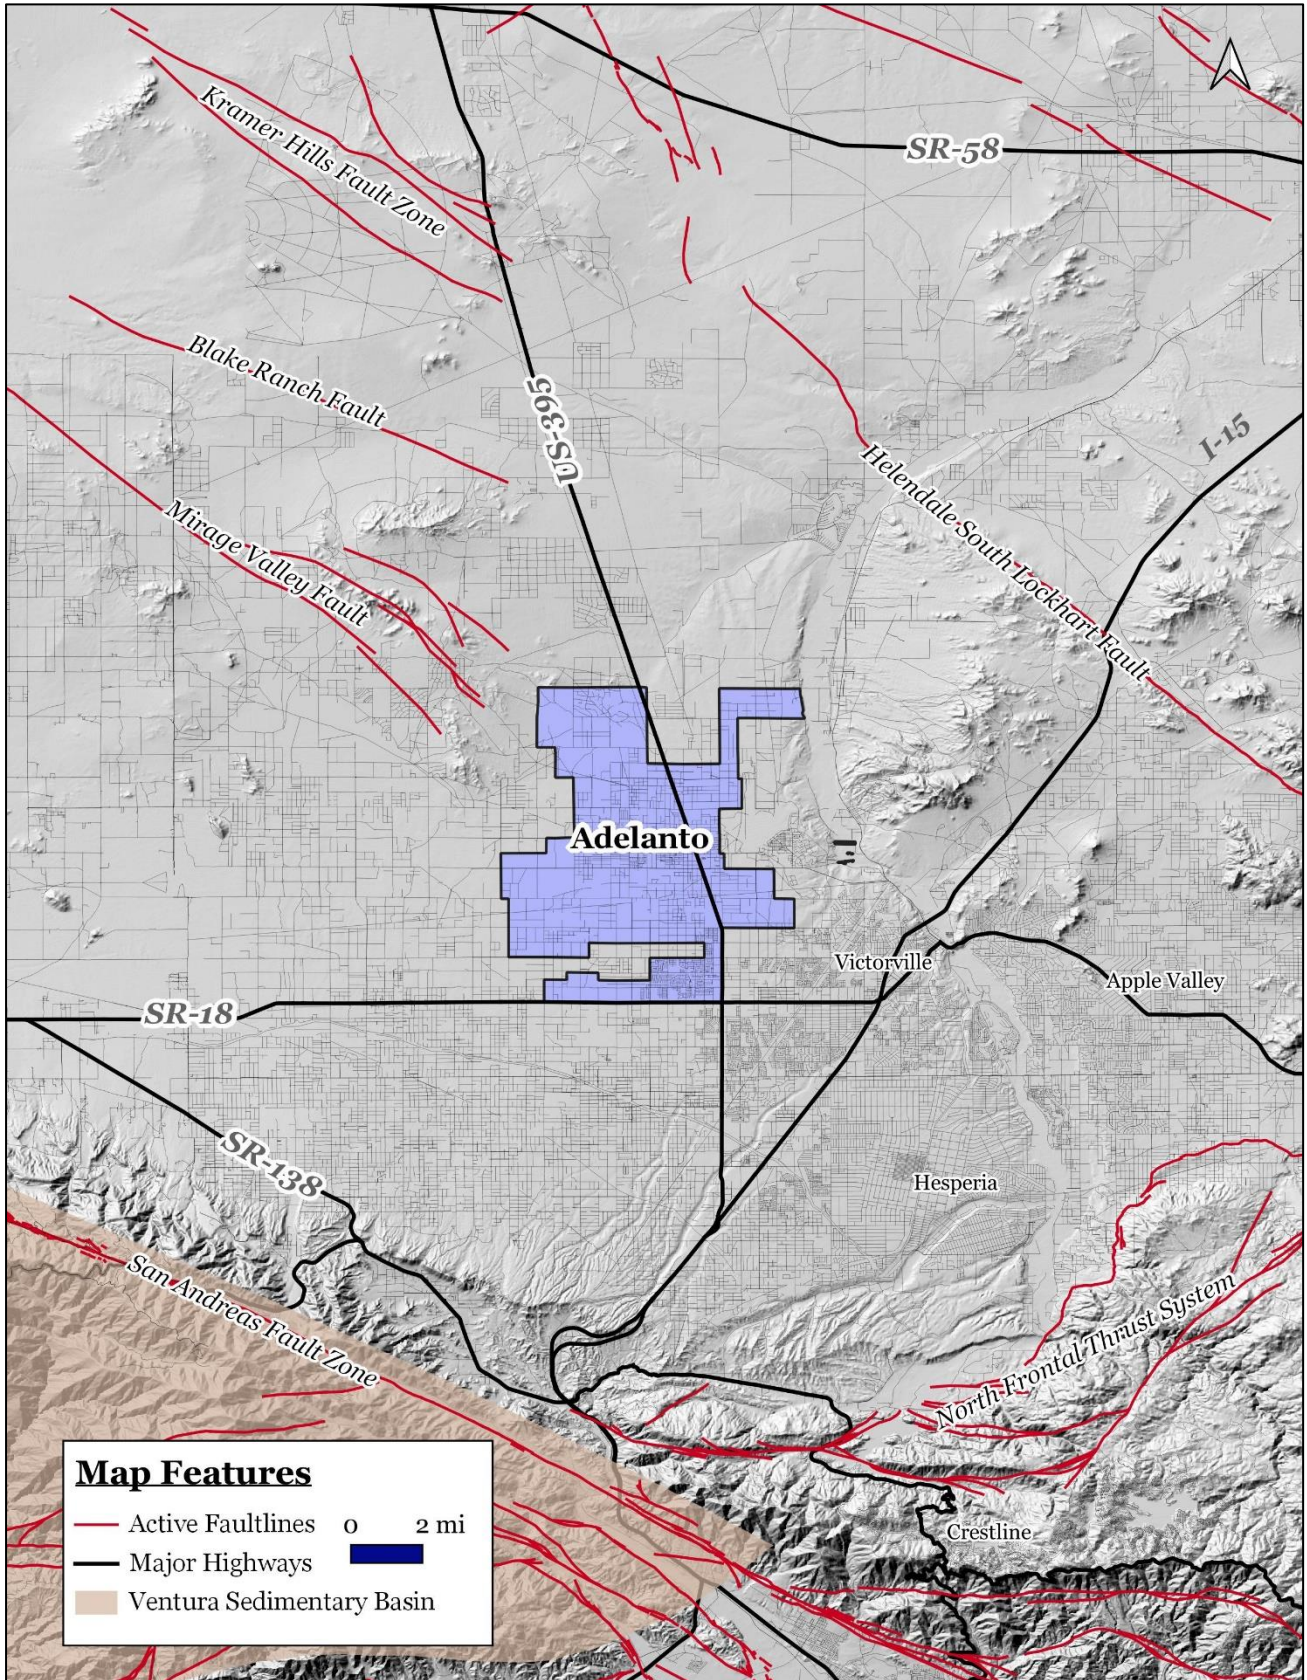 Kramer Hills Fault Zone
SR-58
Blake Ranch Fault
US-395
I-15
Helendale South Lockhart Fault
Mirage Valley Fault
Adelanto
Victorville
Apple Valley
SR-18
SR-138
Hesperia
San Andreas Fault Zone
North Frontal Thrust System
Crestline
Map Features
Active Faultlines
0 2 mi
Major Highways
Ventura Sedimentary Basin